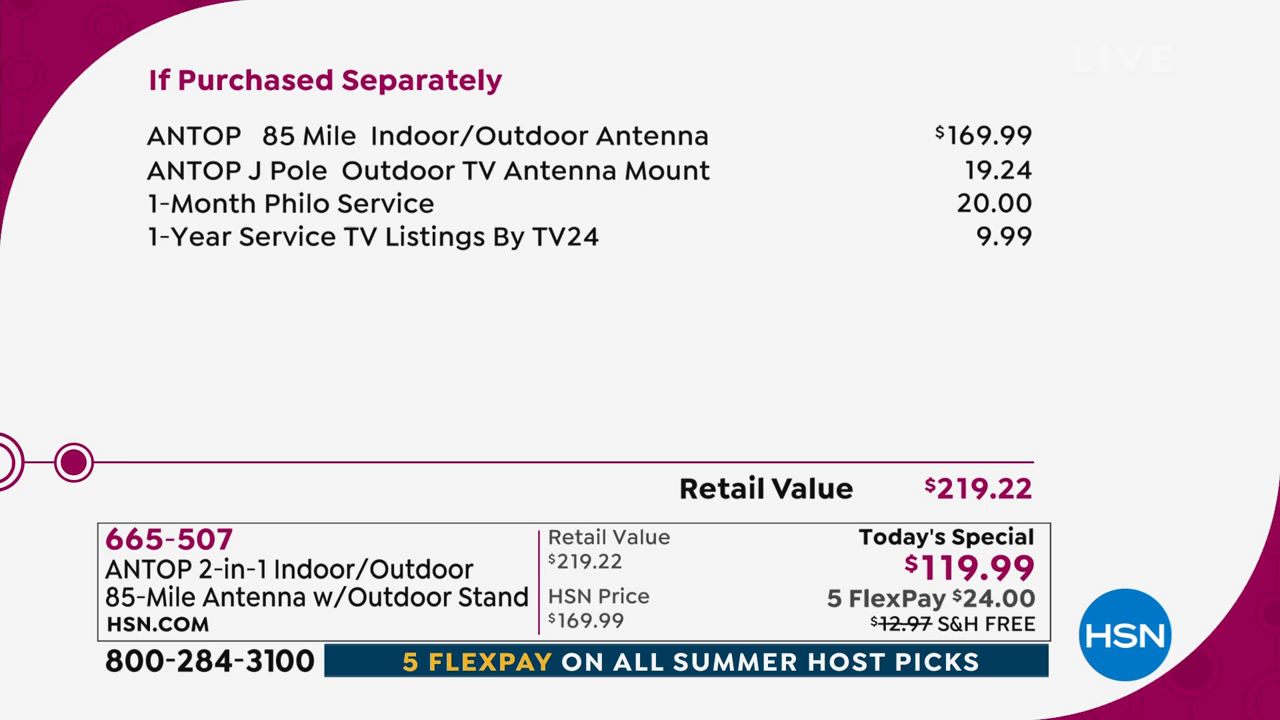 LIVE
If Purchased Separately
ANTOP 85 Mile Indoor/Outdoor Antenna $169.99
ANTOP J Pole Outdoor TV Antenna Mount 19.24
1-Month Philo Service 20.00
1-Year Service TV Listings By TV24 9.99
Retail Value $219.22
665-507
ANTOP 2-in-1 Indoor/Outdoor
85-Mile Antenna w/Outdoor Stand
HSN.COM
Retail Value
$219.22
HSN Price
$169.99
Today's Special
$119.99
5 FlexPay $24.00
$12.97 S&H FREE
HSN
800-284-3100
5 FLEXPAY ON ALL SUMMER HOST PICKS